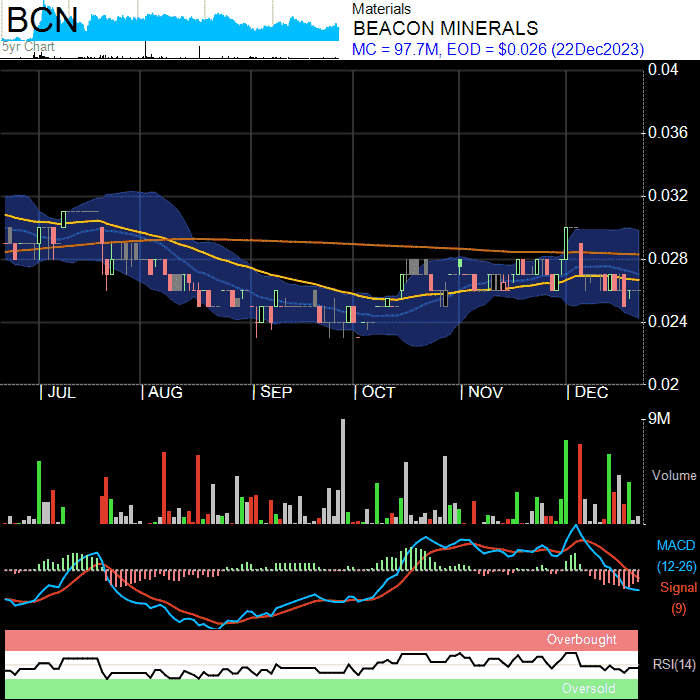 BCN
5yr Chart
Materials
BEACON MINERALS
MC = 97.7M, EOD = $0.026 (22Dec2023)
0.04
0.036
0.032
0.028
0.024
0.02
JUL AUG SEP OCT NOV DEC
9M
Volume
MACD
(12-26)
Signal
(9)
Overbought
RSI(14)
Oversold